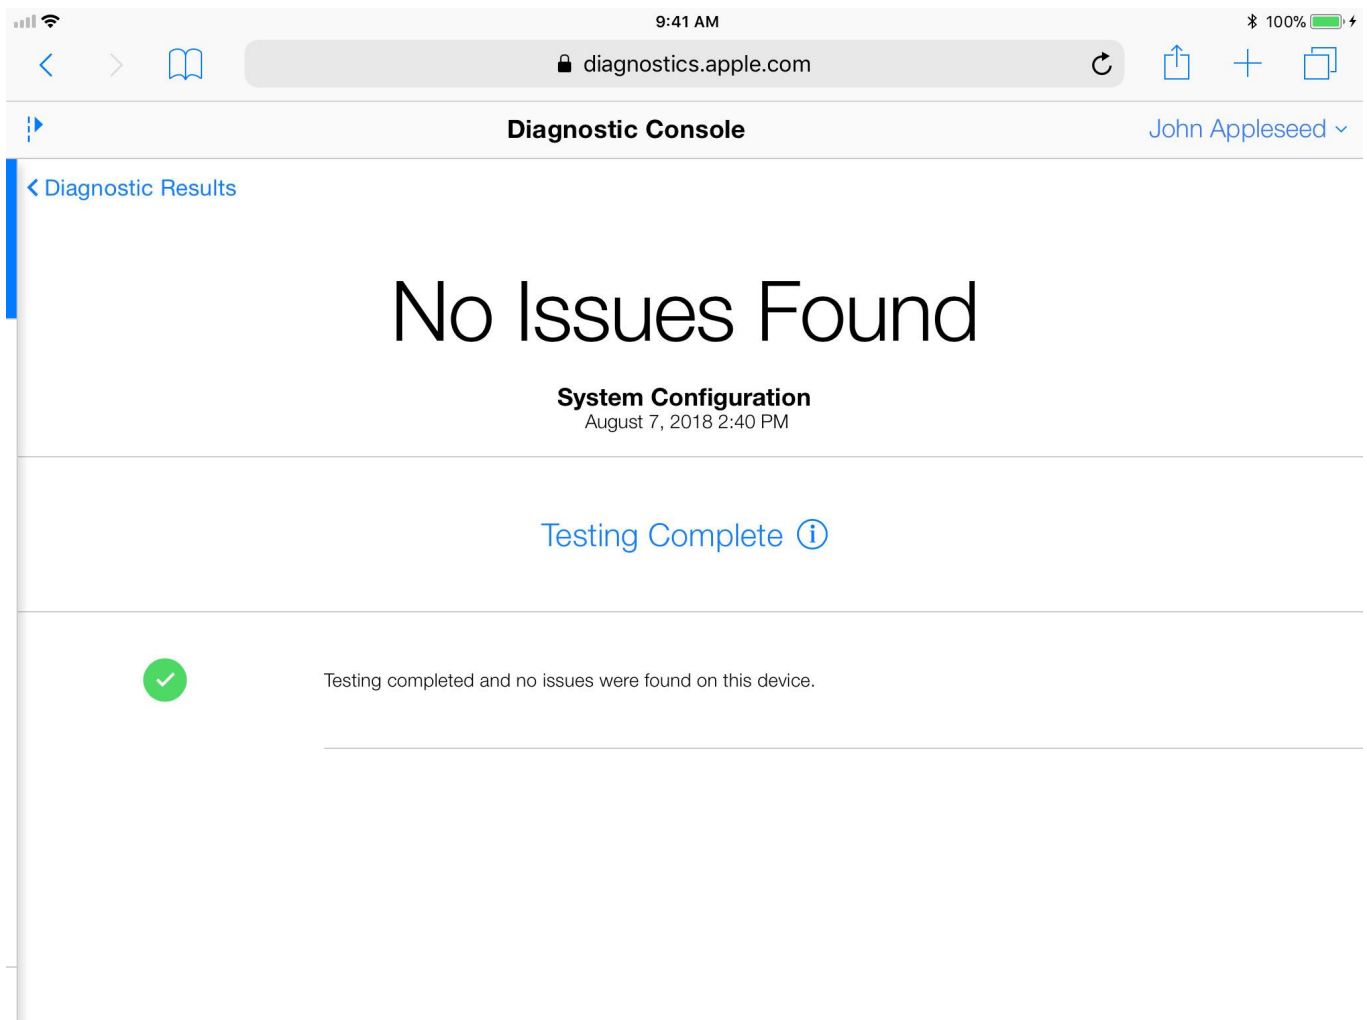 9:41 AM
100%
diagnostics.apple.com
Diagnostic Console
John Appleseed
Diagnostic Results
No Issues Found
System Configuration
August 7, 2018 2:40 PM
Testing Complete
Testing completed and no issues were found on this device.